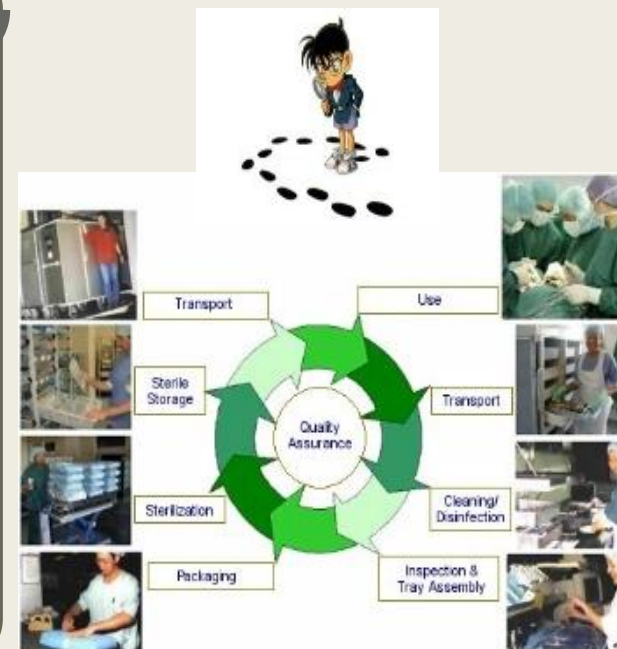 Transport
Use
Sterile
Storage
Transport
Quality
Assurance
Sterilization
Cleaning/
Disinfection
Packaging
Inspection &
Tray Assembly